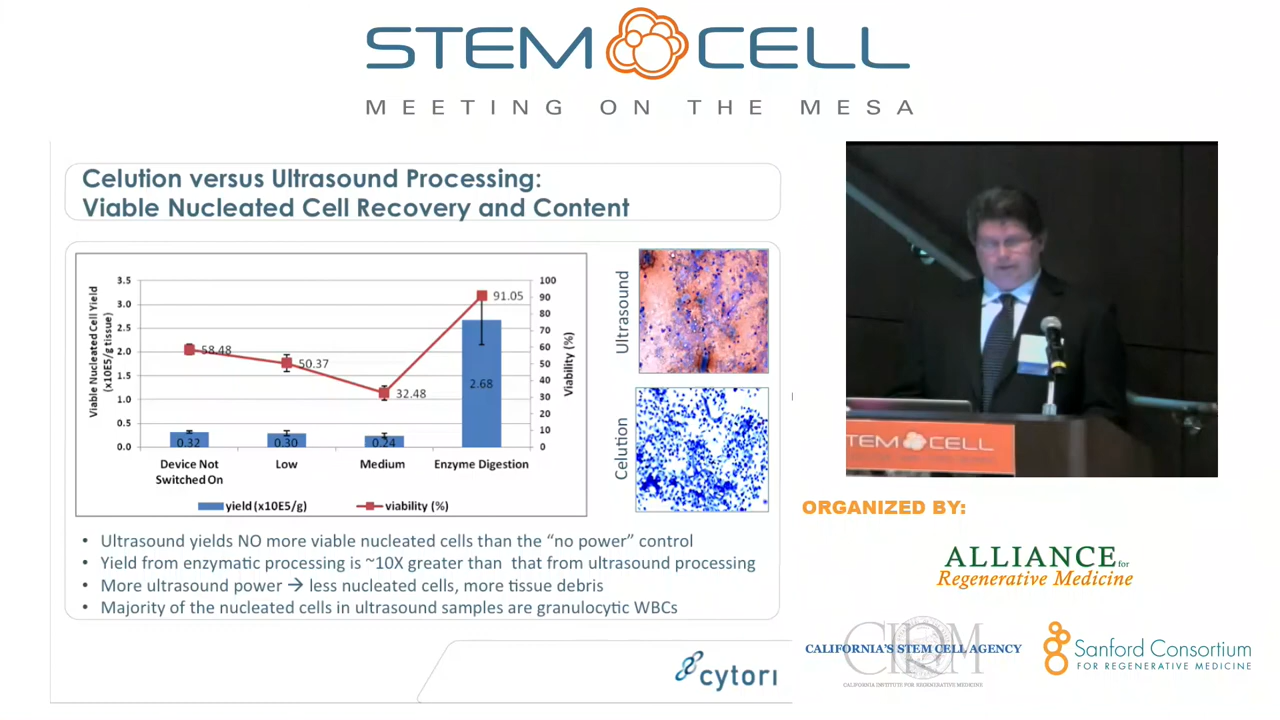 STEM CELL
MEETING ON THE MESA
Celution versus Ultrasound Processing:
Viable Nucleated Cell Recovery and Content
Viable Nucleated Cell Yield
(x10E5/g tissue)
3.5
3.0
2.5
2.0
1.5
1.0
0.5
0.0
58.48
50.37
32.48
91.05
0.32
0.30
0.24
2.68
100
90
80
70
60
50
40
30
20
10
0
Viability (%)
Device Not
Switched On
Low
Medium
Enzyme Digestion
yield (x10E5/g)
viability (%)
Ultrasound
Celution
• Ultrasound yields NO more viable nucleated cells than the “no power” control
• Yield from enzymatic processing is ~10X greater than that from ultrasound processing
• More ultrasound power → less nucleated cells, more tissue debris
• Majority of the nucleated cells in ultrasound samples are granulocytic WBCs
cytori
STEM CELL
ORGANIZED BY:
ALLIANCE for
Regenerative Medicine
CIRM
CALIFORNIA'S STEM CELL AGENCY
CALIFORNIA INSTITUTE FOR REGENERATIVE MEDICINE
Sanford Consortium
FOR REGENERATIVE MEDICINE